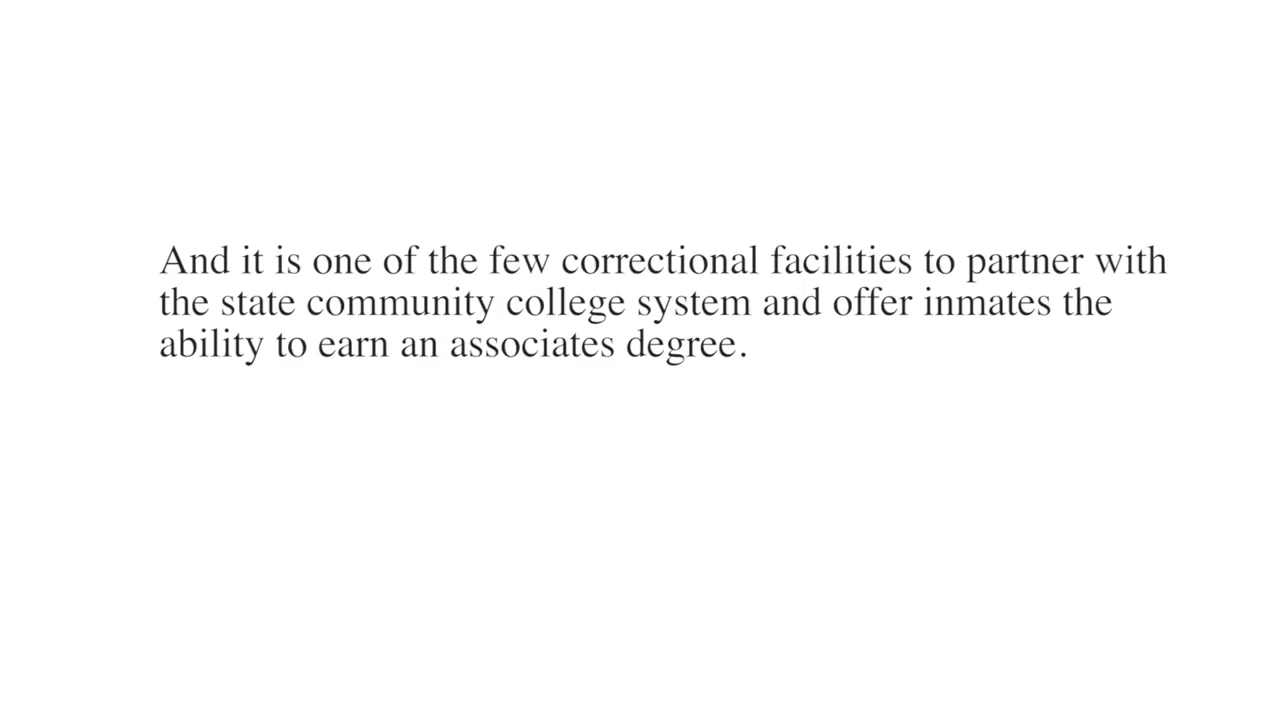 And it is one of the few correctional facilities to partner with
the state community college system and offer inmates the
ability to earn an associates degree.